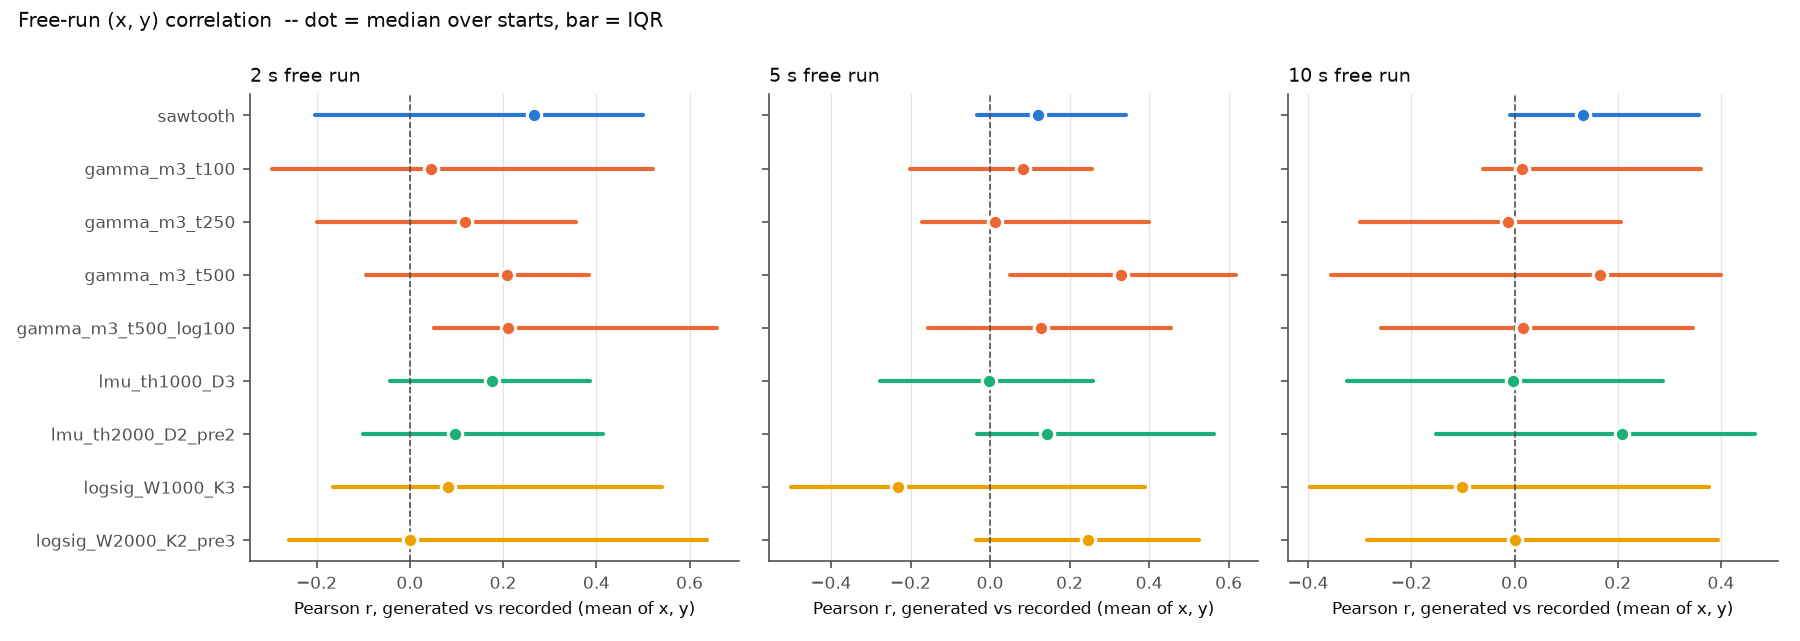 Free-run (x, y) correlation  -- dot = median over starts, bar = IQR
2 s free run
5 s free run
10 s free run
sawtooth
gamma_m3_t100
gamma_m3_t250
gamma_m3_t500
gamma_m3_t500_log100
lmu_th1000_D3
lmu_th2000_D2_pre2
logsig_W1000_K3
logsig_W2000_K2_pre3
−0.2 0.0 0.2 0.4 0.6
−0.4 −0.2 0.0 0.2 0.4 0.6
−0.4 −0.2 0.0 0.2 0.4
Pearson r, generated vs recorded (mean of x, y)
Pearson r, generated vs recorded (mean of x, y)
Pearson r, generated vs recorded (mean of x, y)